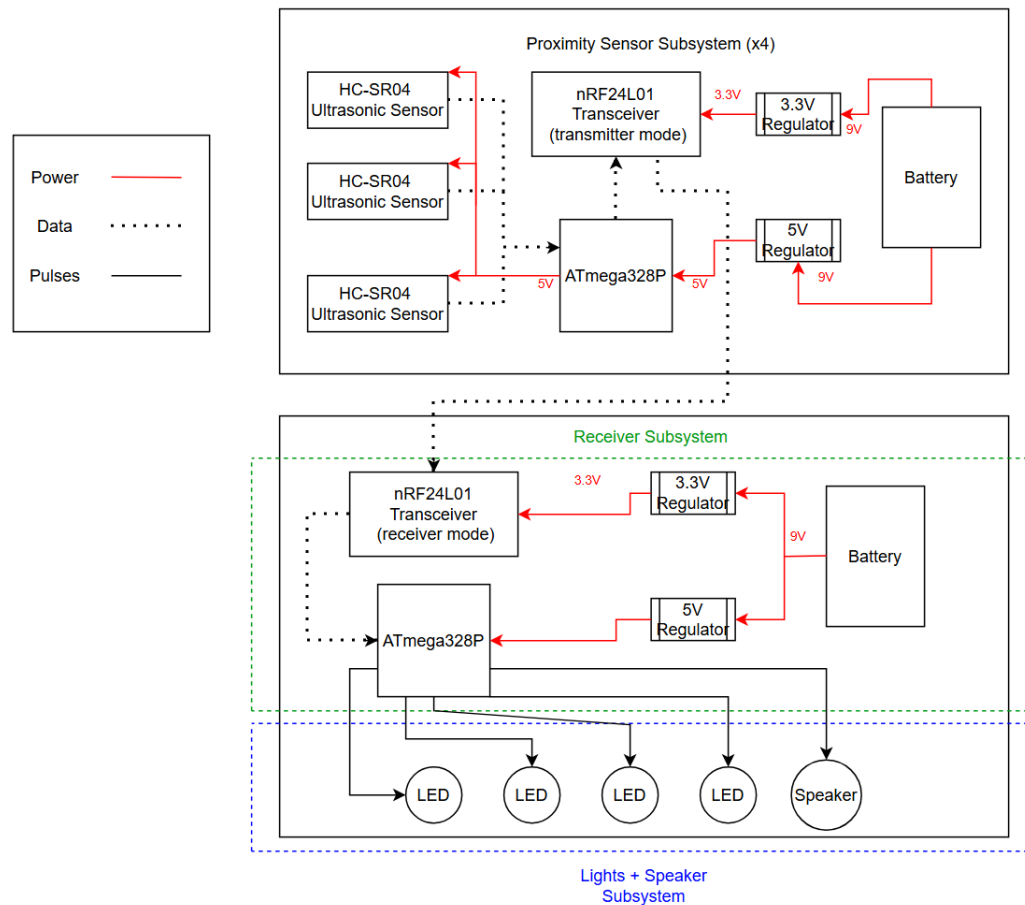 Proximity Sensor Subsystem (x4)
HC-SR04
Ultrasonic Sensor
nRF24L01
Transceiver
(transmitter mode)
3.3V
3.3V
Regulator
9V
Battery
Power
Data
Pulses
HC-SR04
Ultrasonic Sensor
HC-SR04
Ultrasonic Sensor
5V
ATmega328P
5V
5V
Regulator
9V
Receiver Subsystem
nRF24L01
Transceiver
(receiver mode)
3.3V
3.3V
Regulator
9V
Battery
ATmega328P
5V
Regulator
LED
LED
LED
LED
Speaker
Lights + Speaker
Subsystem